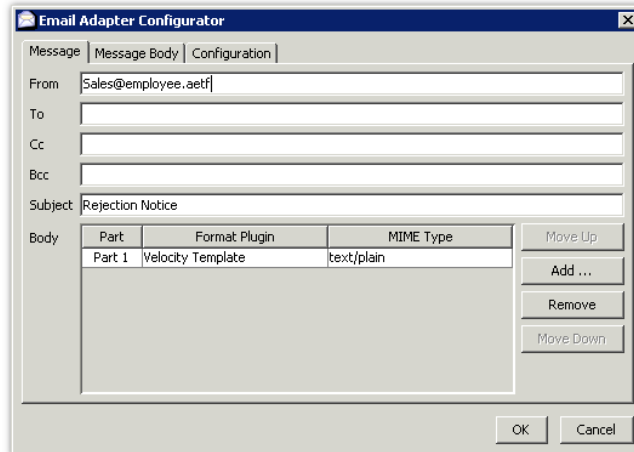 Email Adapter Configurator
Message Message Body Configuration
From Sales@employee.aetf
To
Cc
Bcc
Subject Rejection Notice
Body Part Format Plugin MIME Type Move Up
Part 1 Velocity Template text/plain
Add ...
Remove
Move Down
OK Cancel